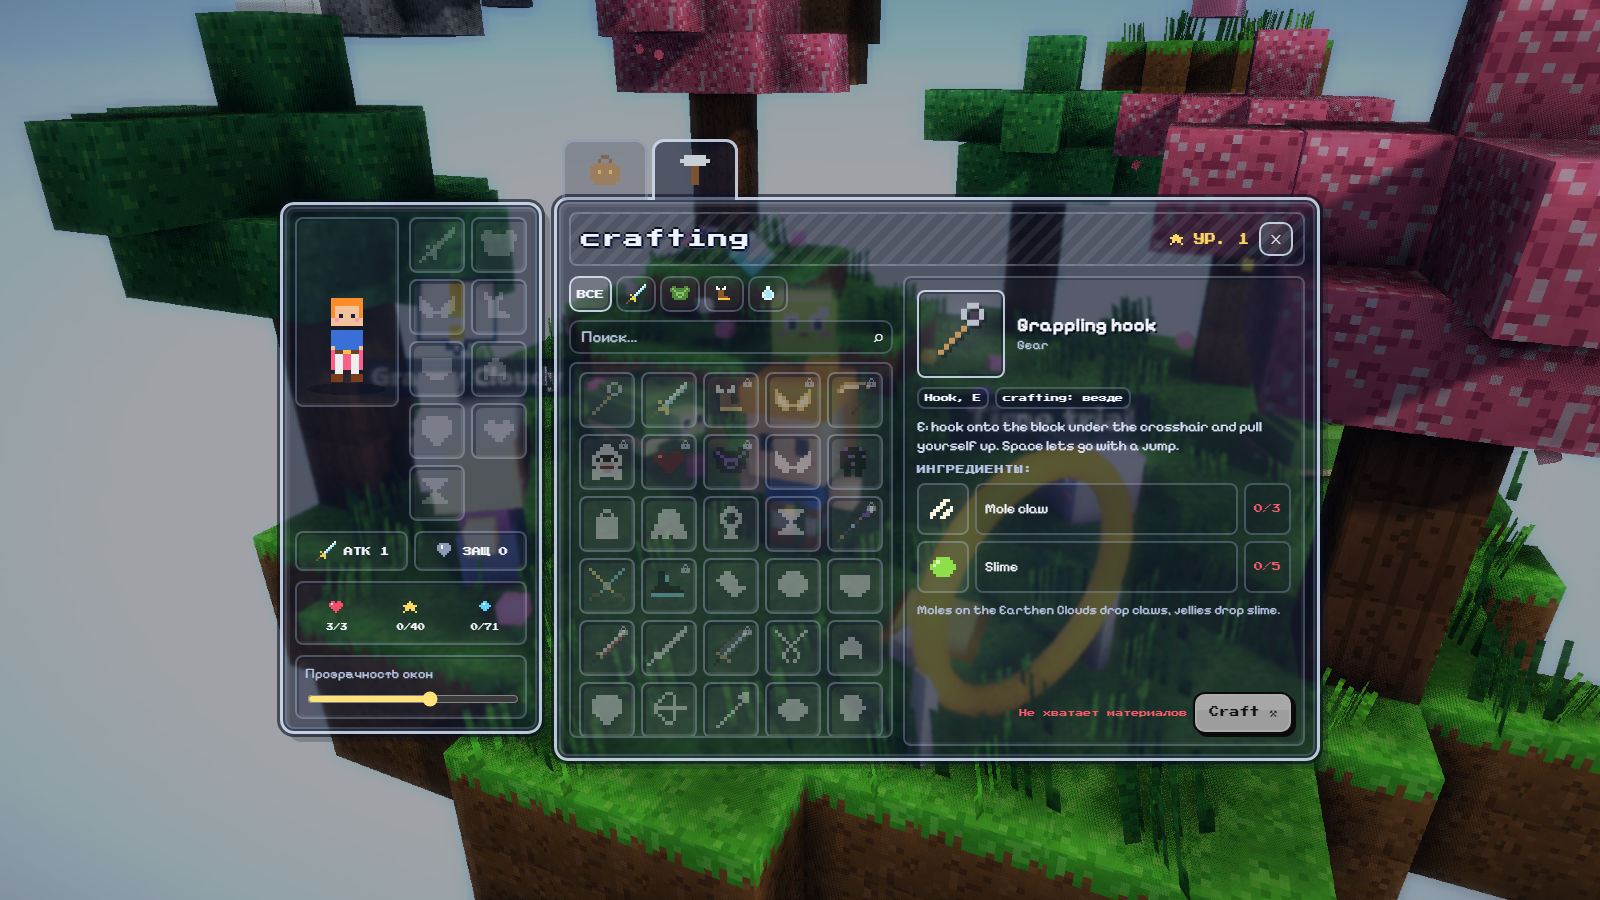 crafting
УР. 1
ВСЕ
Поиск...
Grappling hook
Gear
Hook, E
crafting: везде
E: hook onto the block under the crosshair and pull
yourself up. Space lets go with a jump.
ИНГРЕДИЕНТЫ:
Mole claw
0/3
Slime
0/5
Moles on the Earthen Clouds drop claws, jellies drop slime.
Не хватает материалов
Craft
АТК 1
ЗАЩ 0
3/3
0/40
0/71
Прозрачность окон